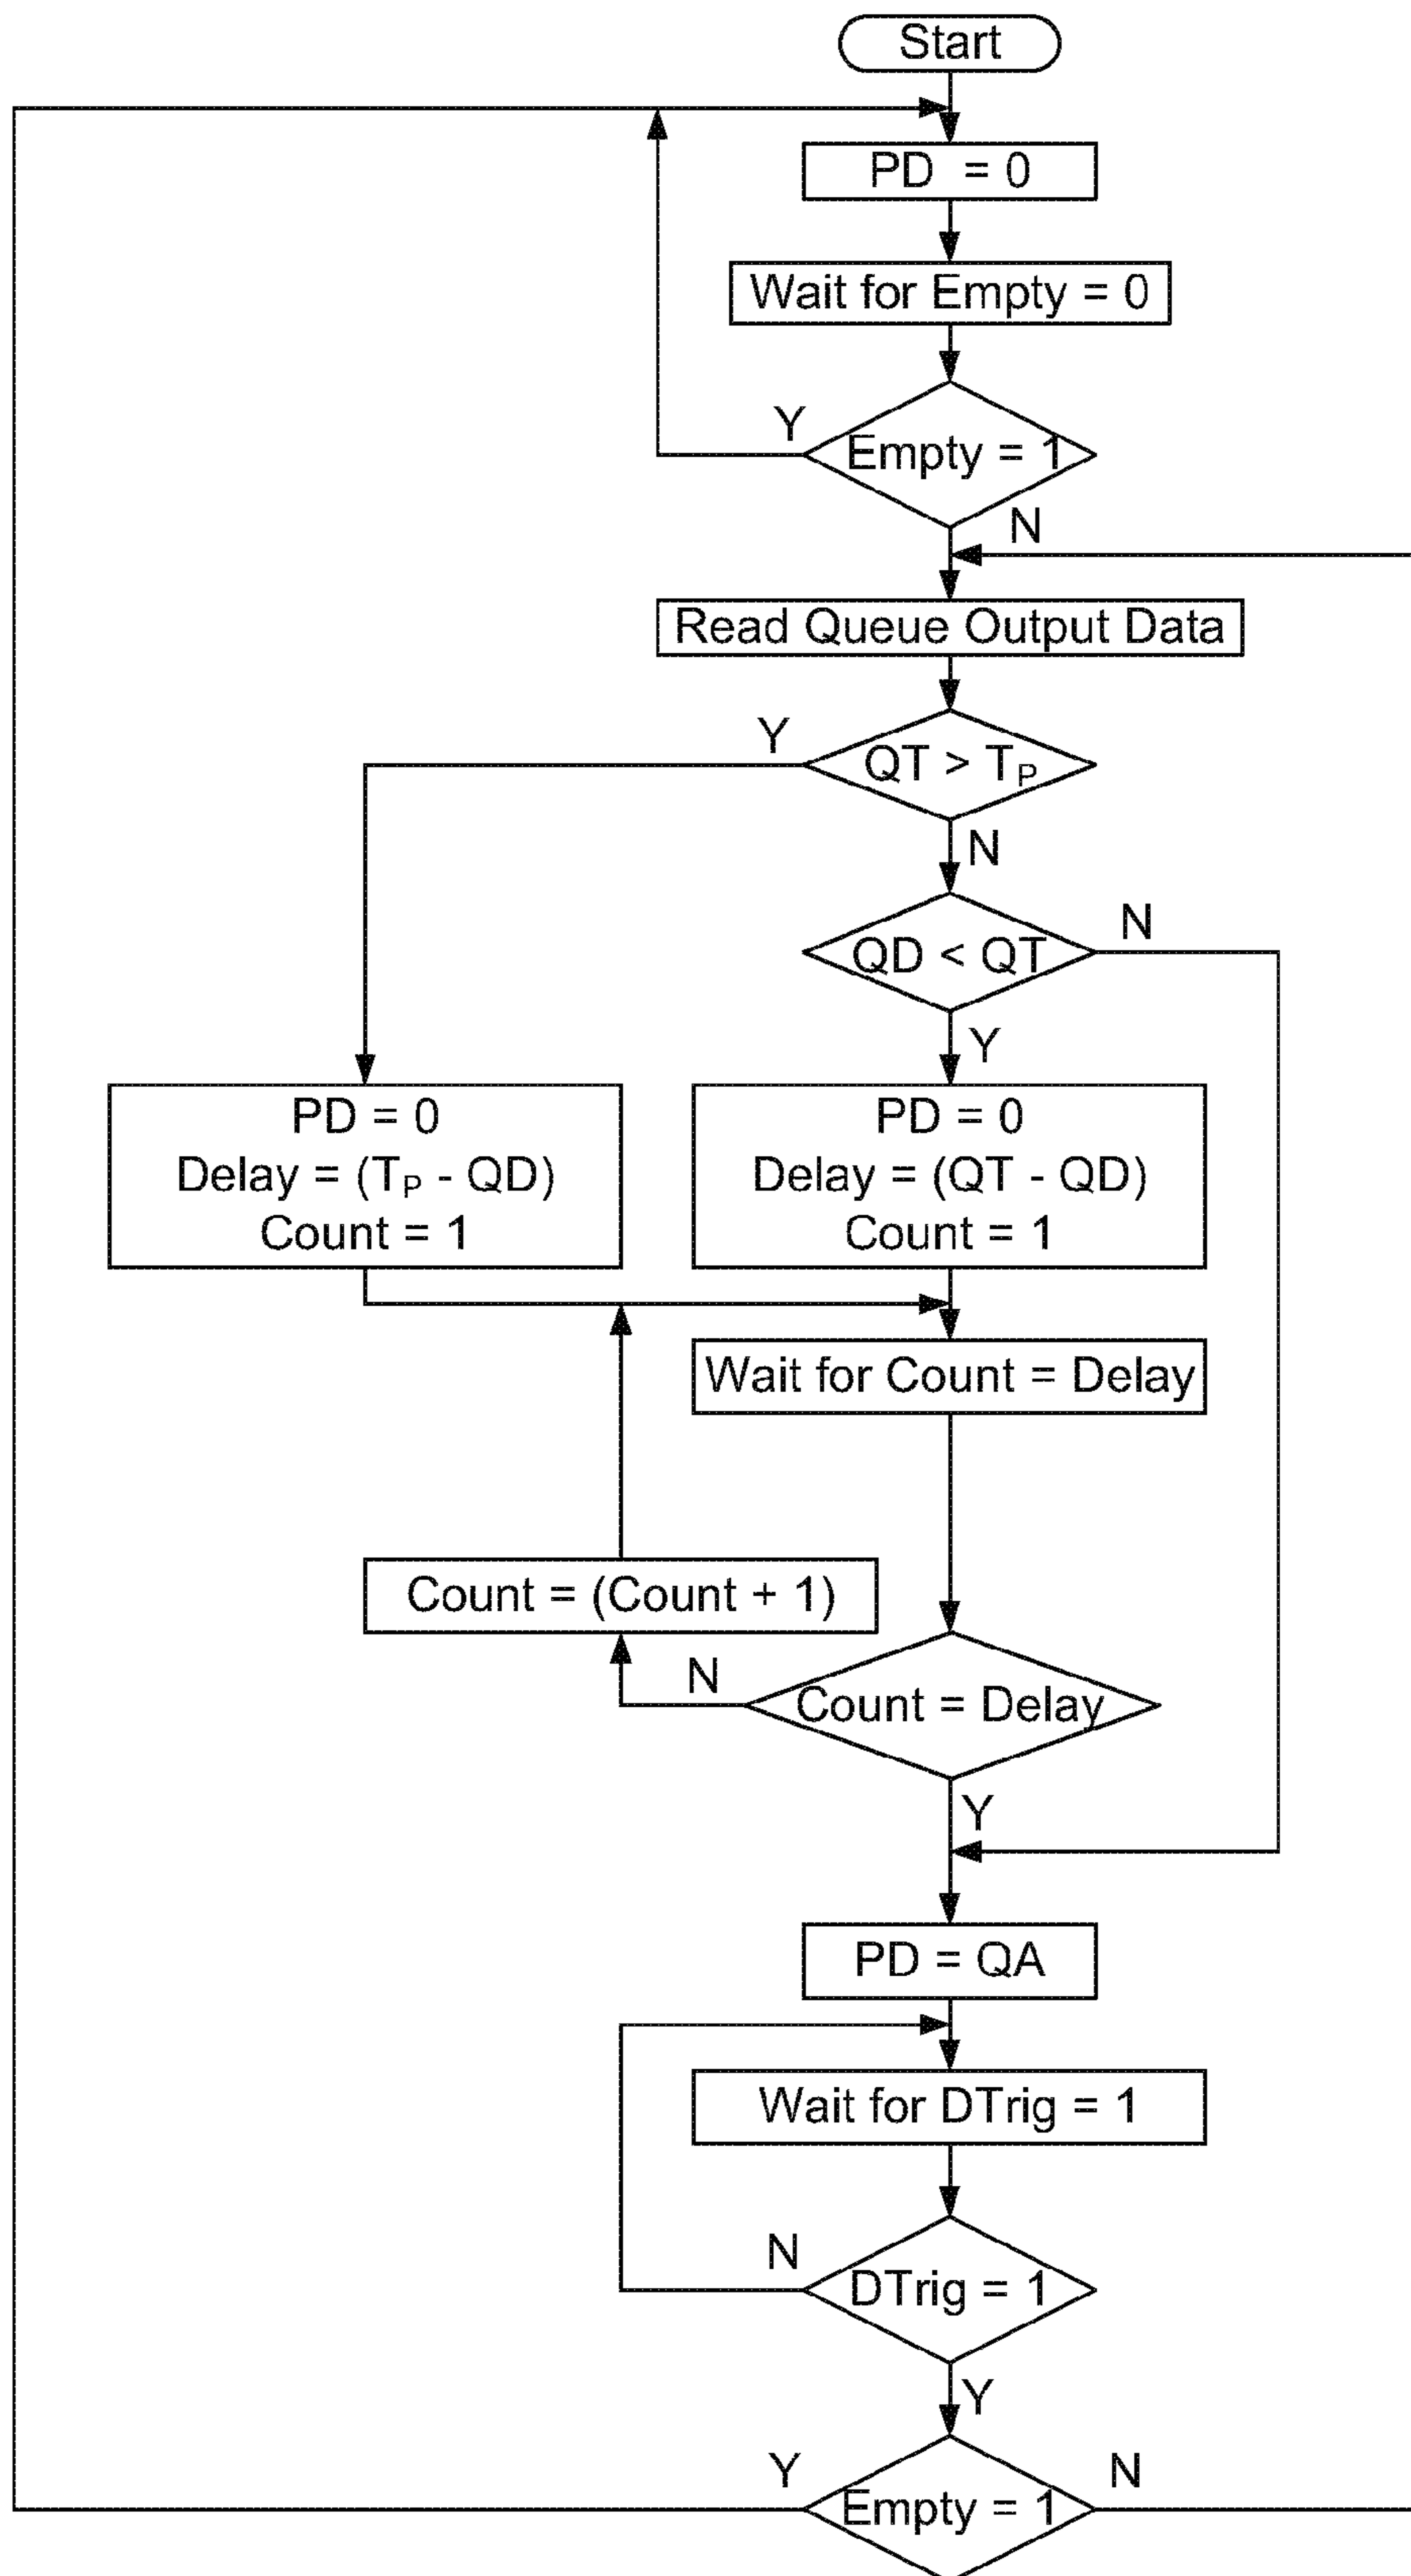 Start
PD = 0
Wait for Empty = 0
Y
Empty = 1
N
Read Queue Output Data
Y
QT > TP
N
QD < QT
N
Y
PD = 0
Delay = (TP - QD)
Count = 1
PD = 0
Delay = (QT - QD)
Count = 1
Wait for Count = Delay
Count = (Count + 1)
N
Count = Delay
Y
PD = QA
Wait for DTrig = 1
N
DTrig = 1
Y
Y
Empty = 1
N